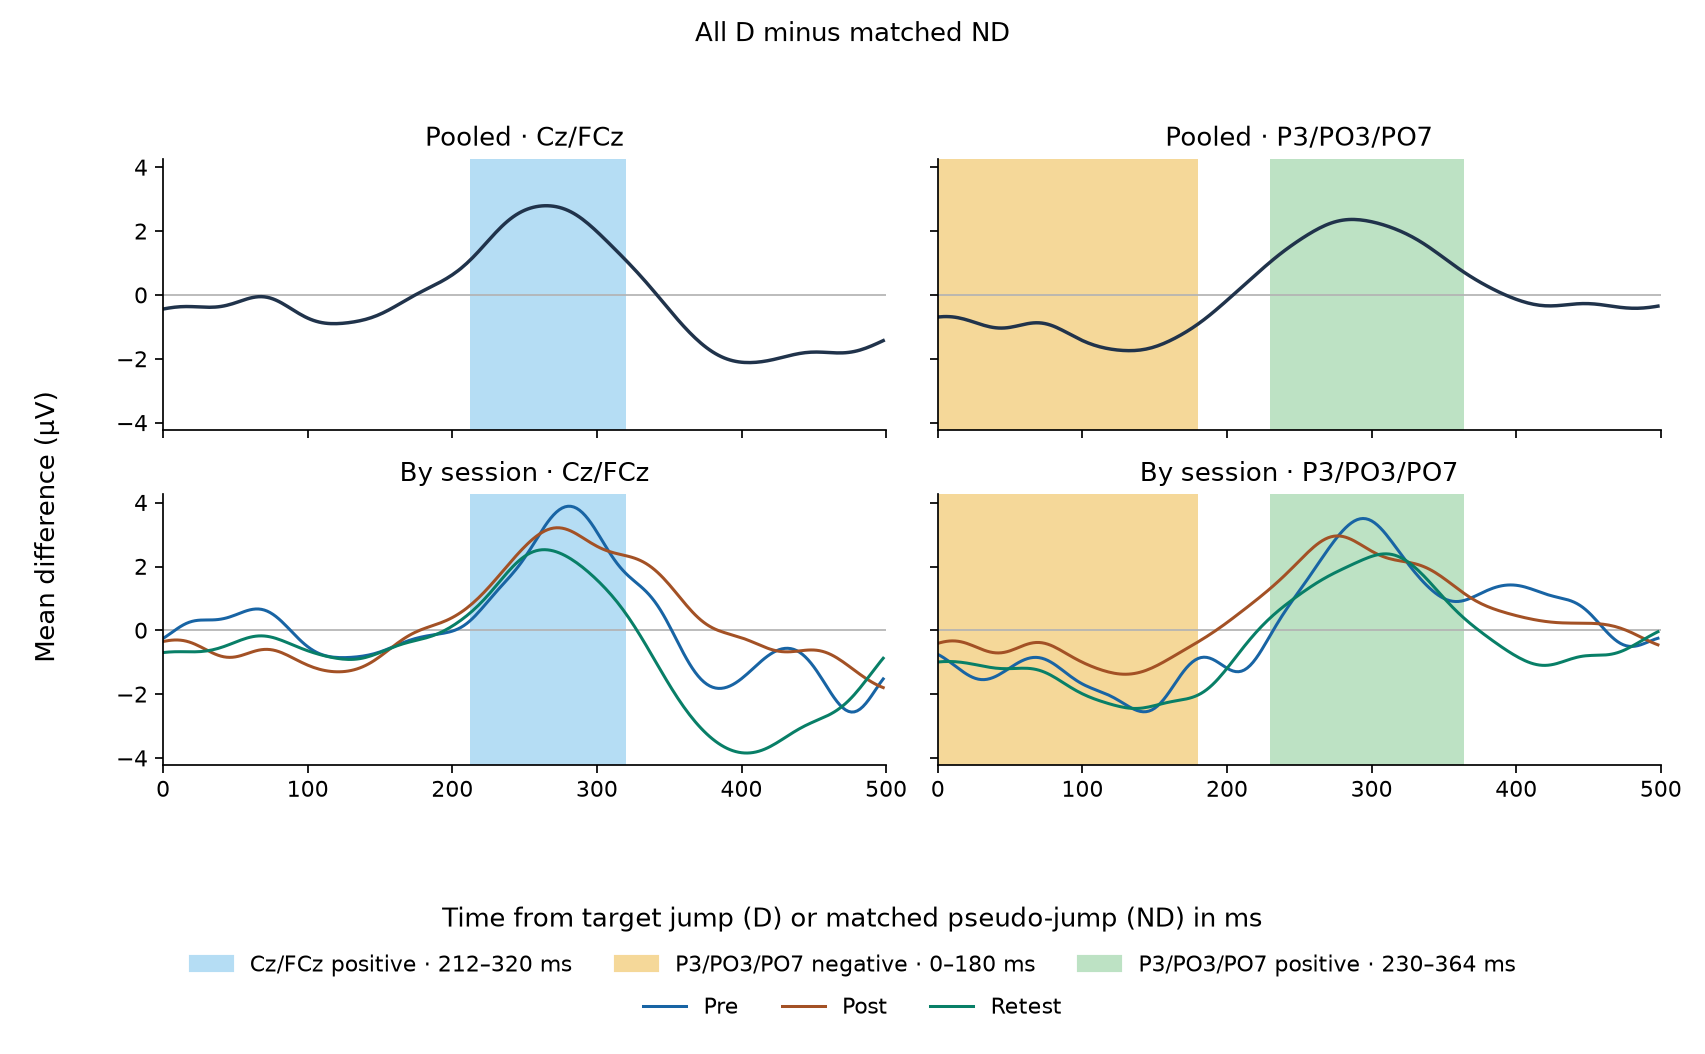 All D minus matched ND
Pooled · Cz/FCz
Pooled · P3/PO3/PO7
4
2
0
−2
−4
By session · Cz/FCz
By session · P3/PO3/PO7
4
2
0
−2
−4
0 100 200 300 400 500
0 100 200 300 400 500
Mean difference (µV)
Time from target jump (D) or matched pseudo-jump (ND) in ms
Cz/FCz positive · 212–320 ms
P3/PO3/PO7 negative · 0–180 ms
P3/PO3/PO7 positive · 230–364 ms
Pre
Post
Retest